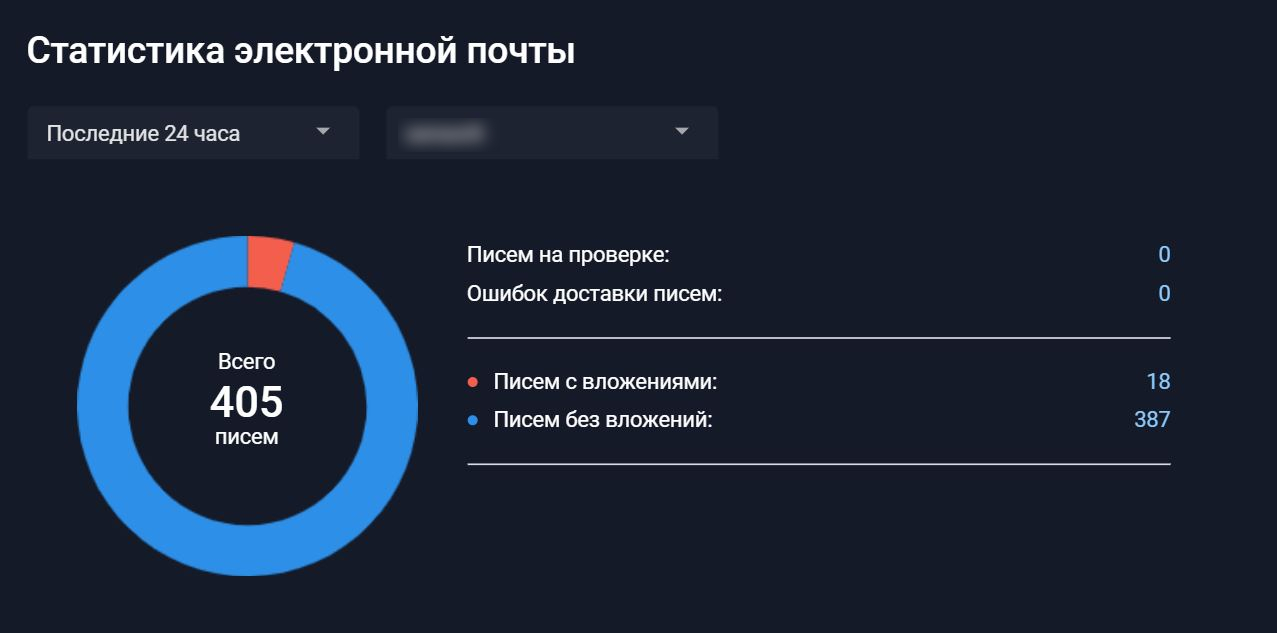 Статистика электронной почты
Последние 24 часа
Всего
405
писем
Писем на проверке: 0
Ошибок доставки писем: 0
Писем с вложениями: 18
Писем без вложений: 387